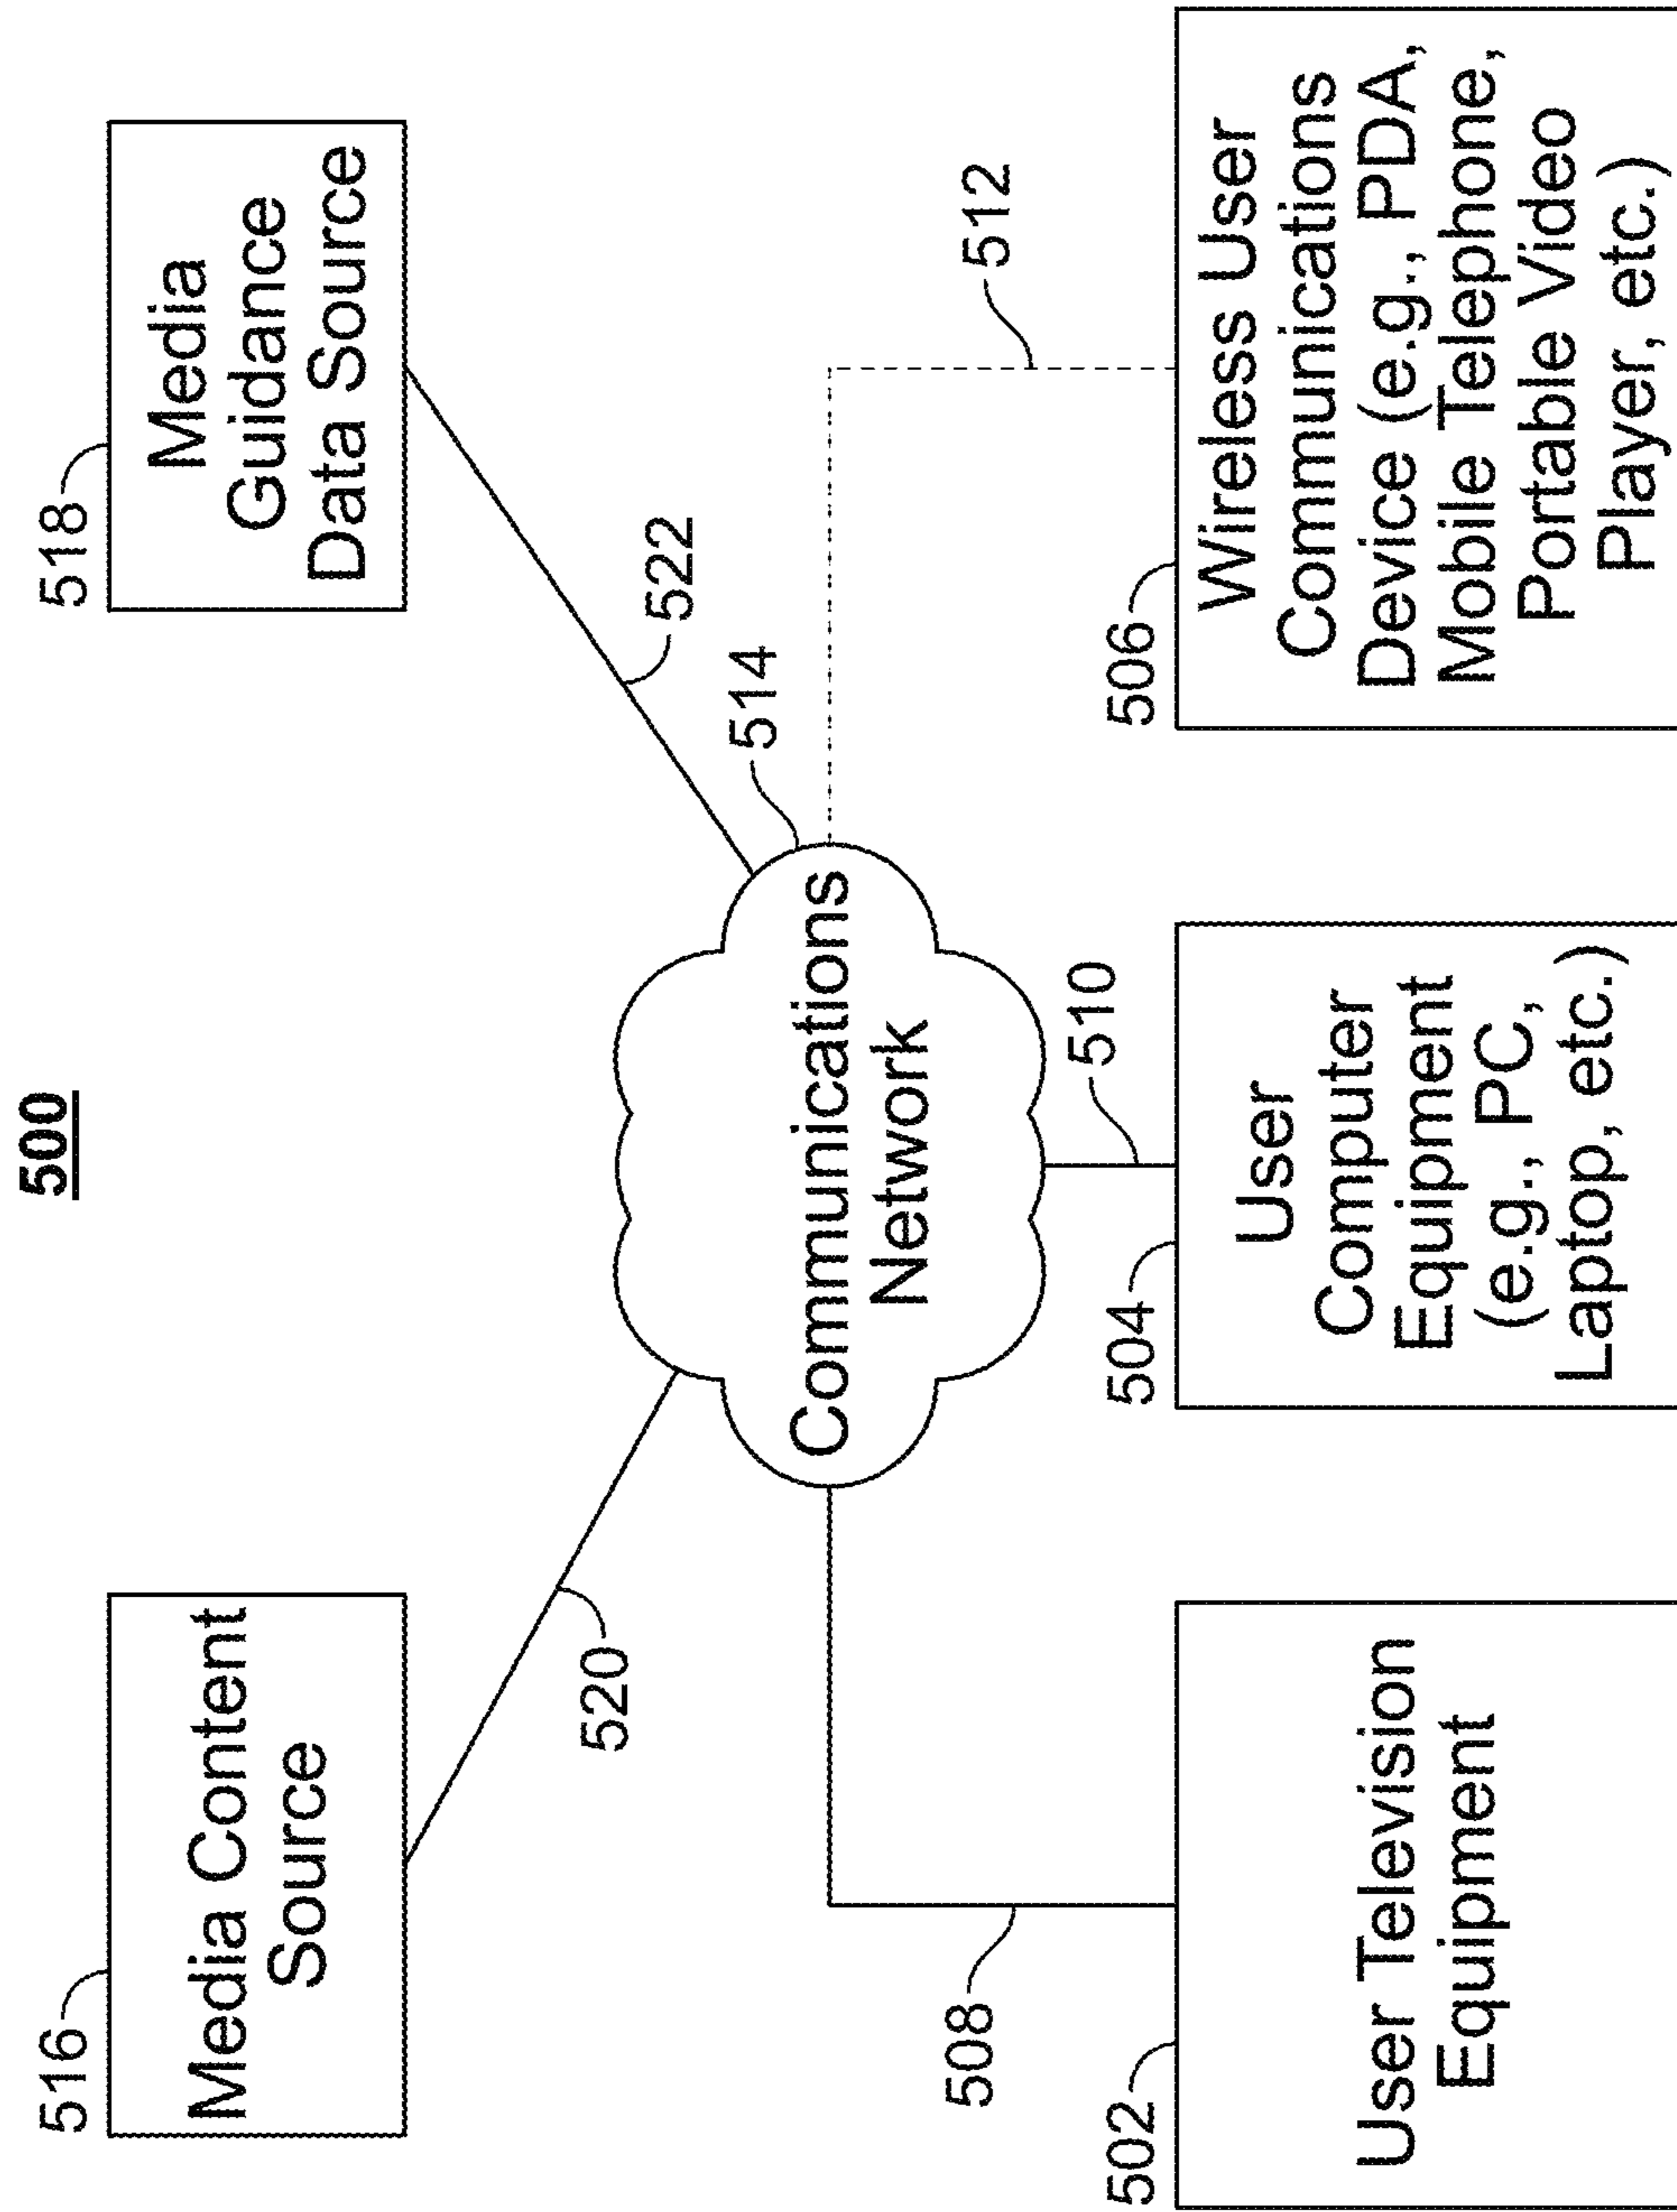 500
516
Media Content
Source
518
Media
Guidance
Data Source
520
522
514
Communications
Network
508
510
512
502
User Television
Equipment
504
User
Computer
Equipment
(e.g., PC,
Laptop, etc.)
506
Wireless User
Communications
Device (e.g., PDA,
Mobile Telephone,
Portable Video
Player, etc.)